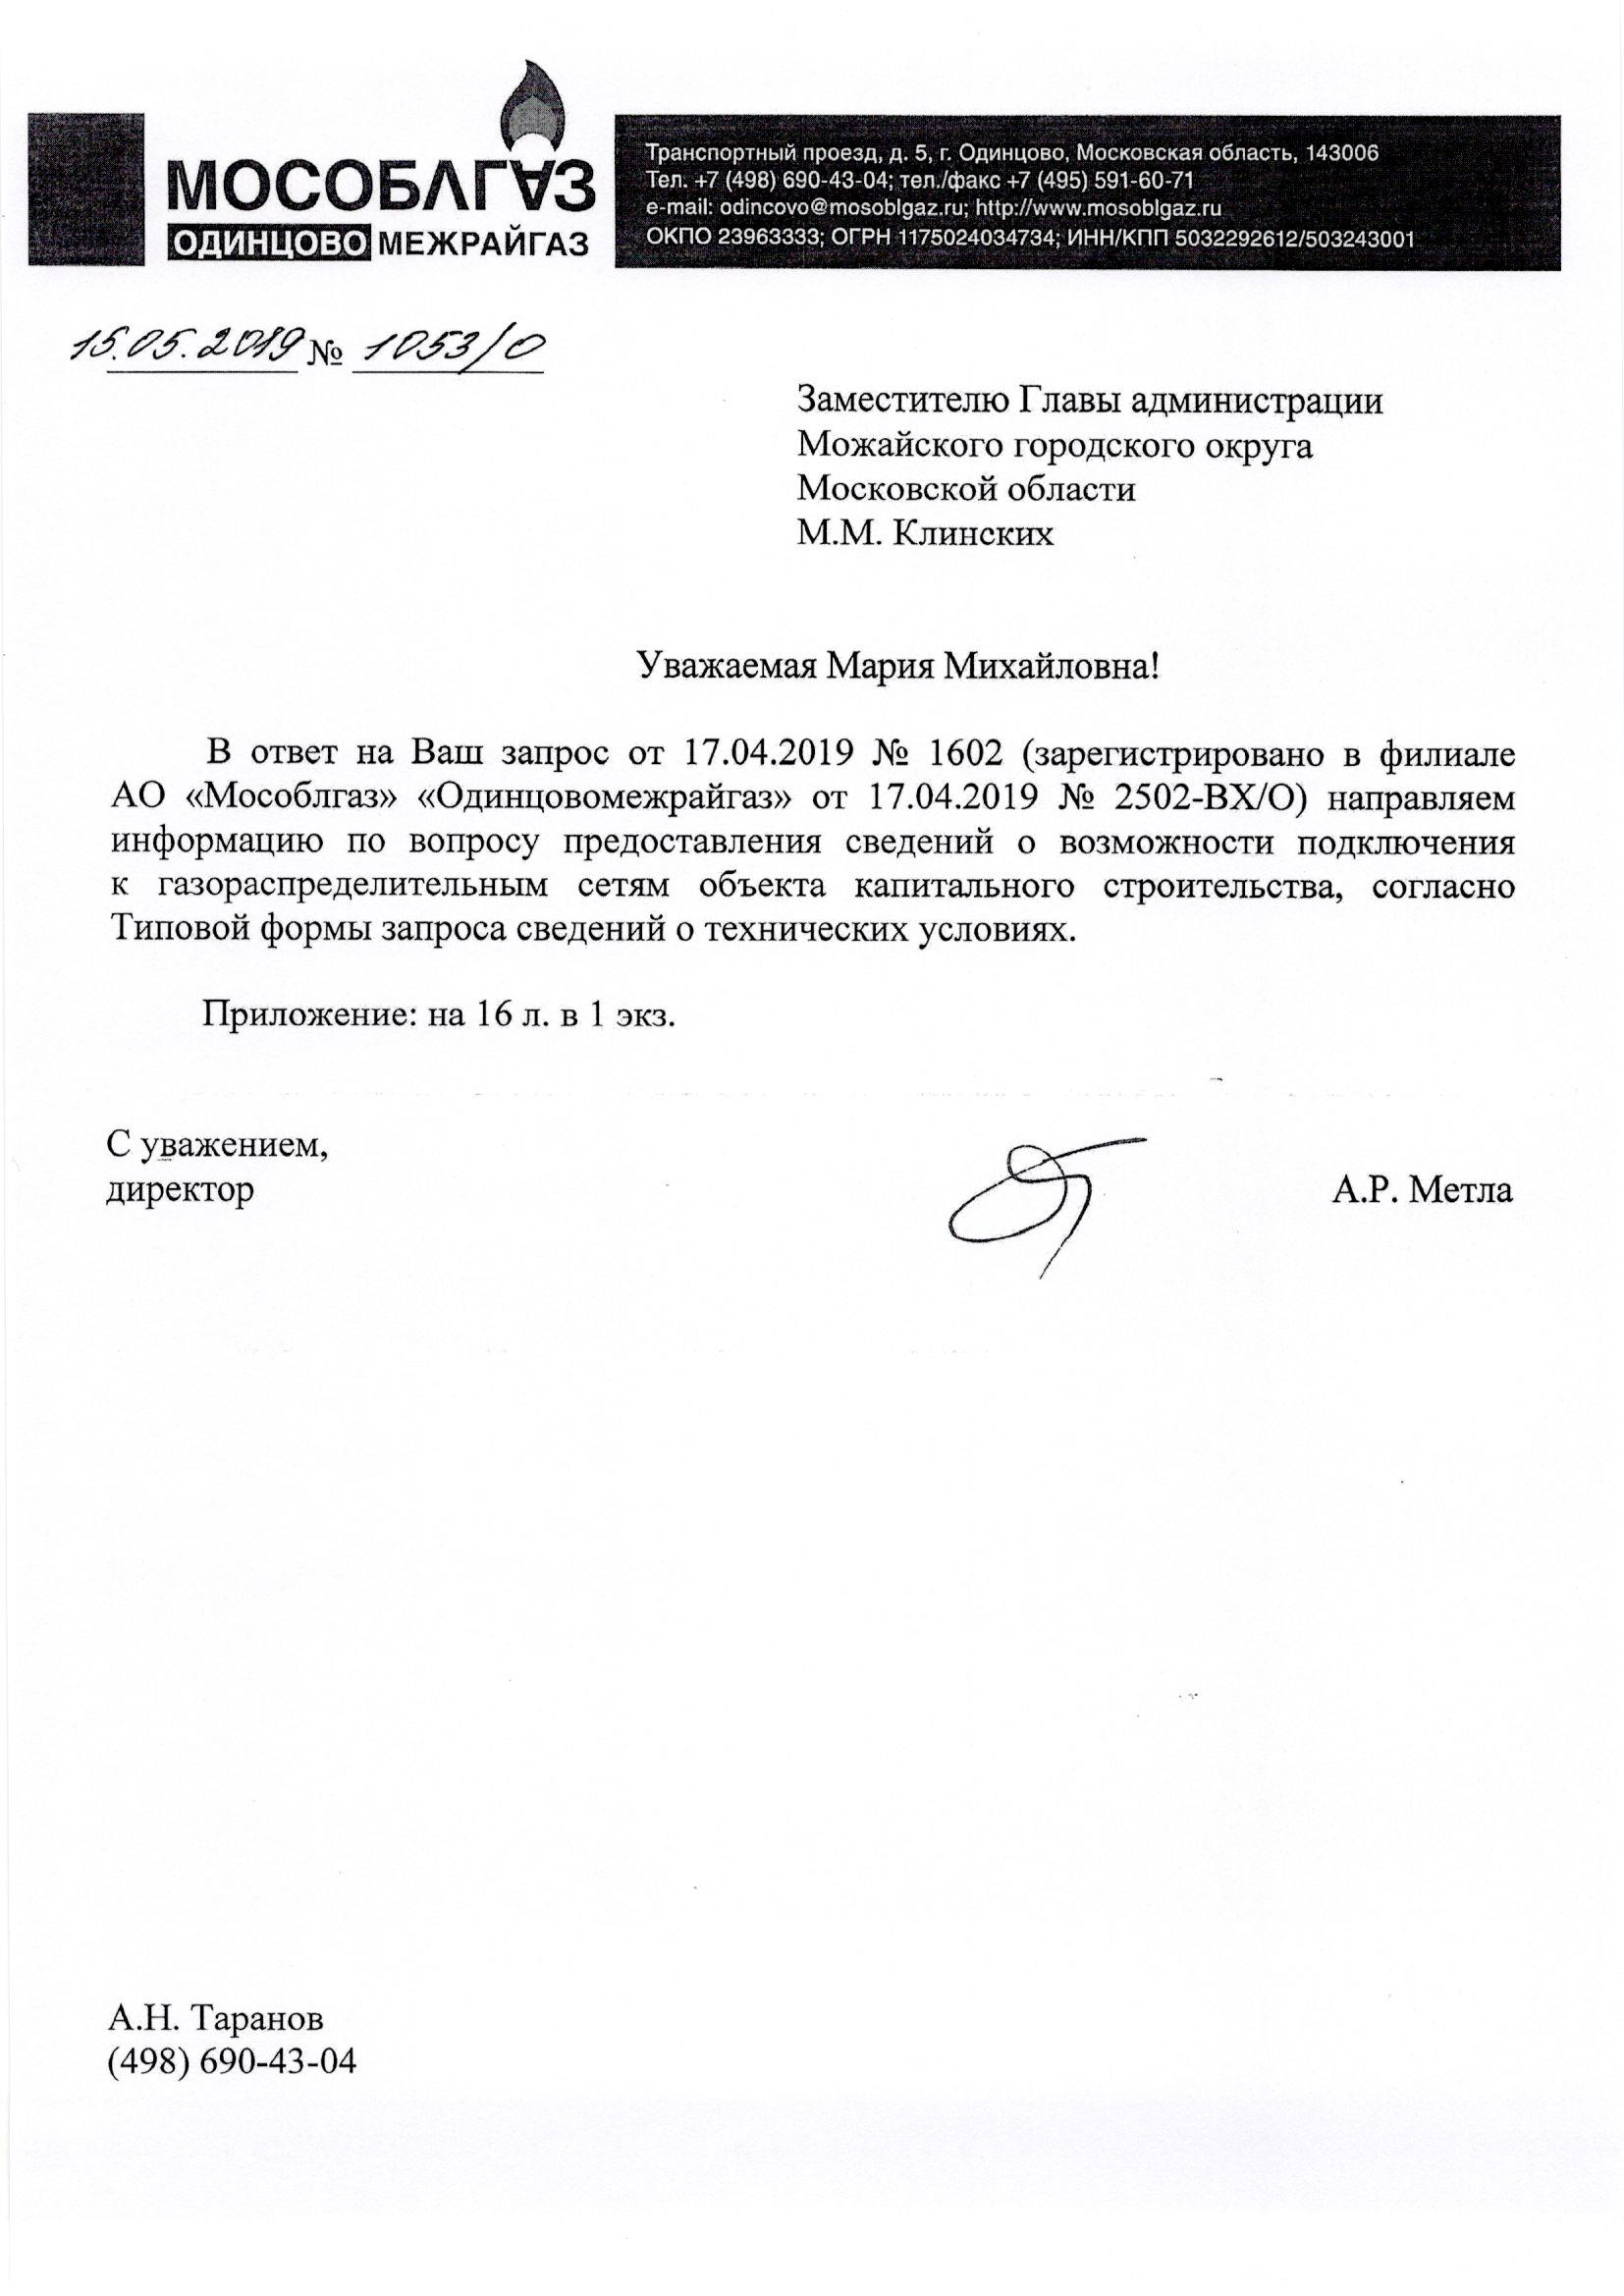 МОСОБЛГАЗ
ОДИНЦОВО МЕЖРАЙГАЗ
Транспортный проезд, д. 5, г. Одинцово, Московская область, 143006
Тел. +7 (498) 690-43-04; тел./факс +7 (495) 591-60-71
e-mail: odincovo@mosoblgaz.ru; http://www.mosoblgaz.ru
ОКПО 23963333; ОГРН 1175024034734; ИНН/КПП 5032292612/503243001
15.05.2019 № 1053/О
Заместителю Главы администрации
Можайского городского округа
Московской области
М.М. Клинских
Уважаемая Мария Михайловна!
В ответ на Ваш запрос от 17.04.2019 № 1602 (зарегистрировано в филиале
АО «Мособлгаз» «Одинцовомежрайгаз» от 17.04.2019 № 2502-ВХ/О) направляем
информацию по вопросу предоставления сведений о возможности подключения
к газораспределительным сетям объекта капитального строительства, согласно
Типовой формы запроса сведений о технических условиях.
Приложение: на 16 л. в 1 экз.
С уважением,
директор
А.Р. Метла
А.Н. Таранов
(498) 690-43-04